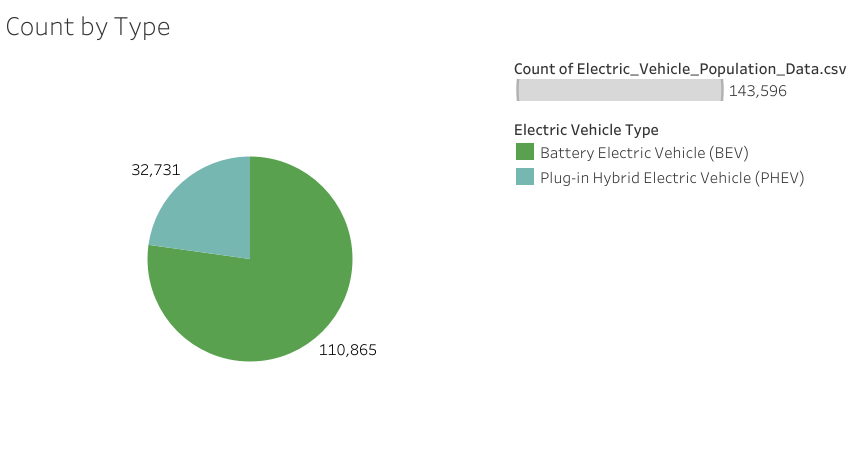 Count by Type
Count of Electric_Vehicle_Population_Data.csv
143,596
Electric Vehicle Type
Battery Electric Vehicle (BEV)
Plug-in Hybrid Electric Vehicle (PHEV)
32,731
110,865